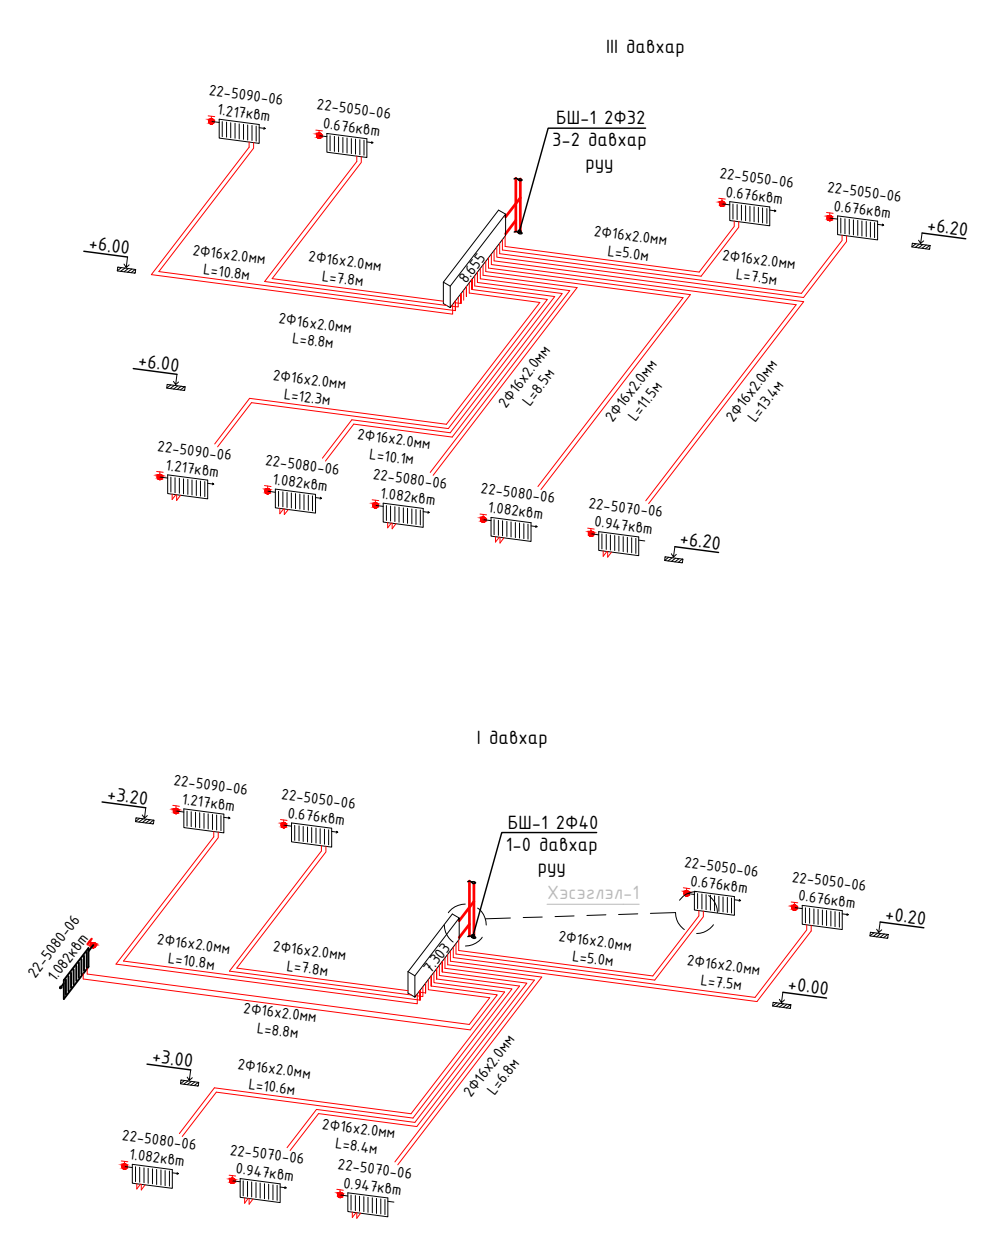 III давхар
22-5090-06
1.217кВт
22-5050-06
0.676кВт
БШ-1 2Ф32
3-2 давхар
руу
22-5050-06
0.676кВт
22-5050-06
0.676кВт
+6.20
+6.00
2Ф16х2.0мм
L=10.8м
2Ф16х2.0мм
L=7.8м
8.655
2Ф16х2.0мм
L=5.0м
2Ф16х2.0мм
L=7.5м
2Ф16х2.0мм
L=8.8м
+6.00
2Ф16х2.0мм
L=12.3м
2Ф16х2.0мм
L=8.5м
2Ф16х2.0мм
L=11.5м
2Ф16х2.0мм
L=13.4м
2Ф16х2.0мм
L=10.1м
22-5090-06
1.217кВт
22-5080-06
1.082кВт
22-5080-06
1.082кВт
22-5080-06
1.082кВт
22-5070-06
0.947кВт
+6.20
I давхар
+3.20
22-5090-06
1.217кВт
22-5050-06
0.676кВт
БШ-1 2Ф40
1-0 давхар
руу
Хэсэглэл-1
22-5050-06
0.676кВт
22-5050-06
0.676кВт
+0.20
22-5080-06
1.082кВт
2Ф16х2.0мм
L=10.8м
2Ф16х2.0мм
L=7.8м
7.303
2Ф16х2.0мм
L=5.0м
2Ф16х2.0мм
L=7.5м
+0.00
2Ф16х2.0мм
L=8.8м
+3.00
2Ф16х2.0мм
L=10.6м
2Ф16х2.0мм
L=6.8м
2Ф16х2.0мм
L=8.4м
22-5080-06
1.082кВт
22-5070-06
0.947кВт
22-5070-06
0.947кВт